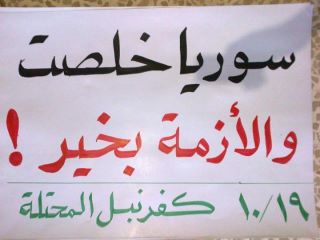 سوريا خلصت
والأزمة بخير !
١٠/١٩ كفرنبل المحتلة